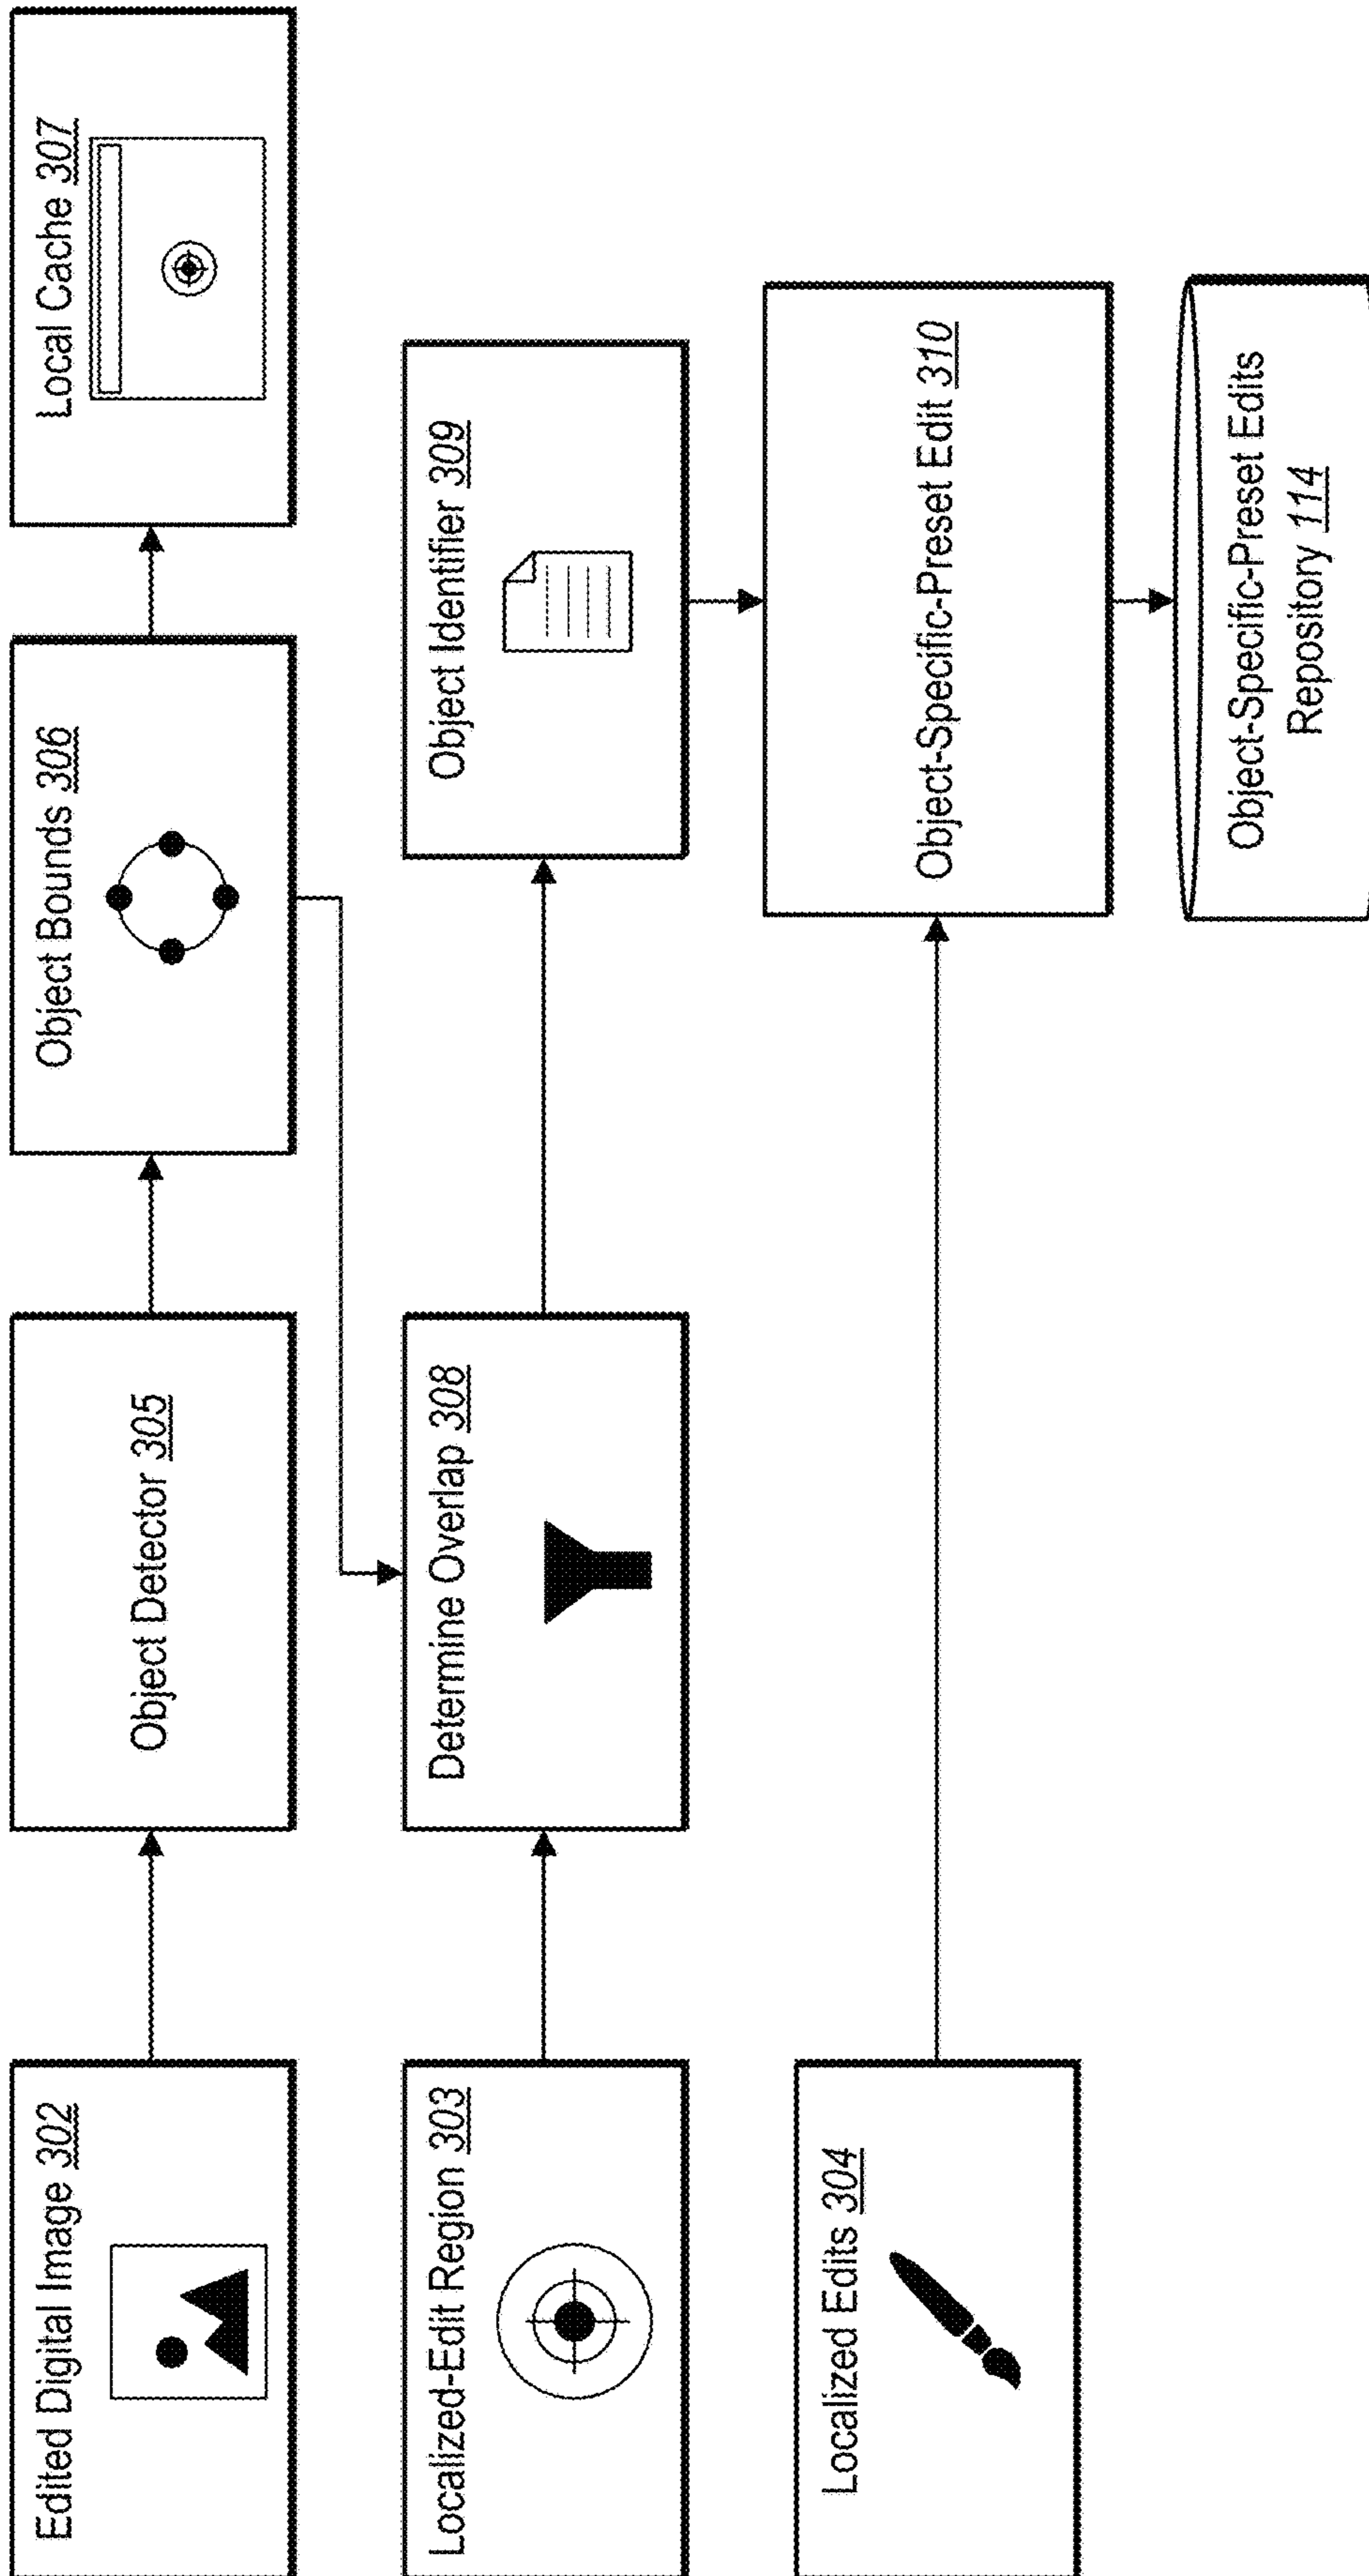 Edited Digital Image 302
Object Detector 305
Object Bounds 306
Local Cache 307
Localized-Edit Region 303
Determine Overlap 308
Object Identifier 309
Localized Edits 304
Object-Specific-Preset Edit 310
Object-Specific-Preset Edits
Repository 114